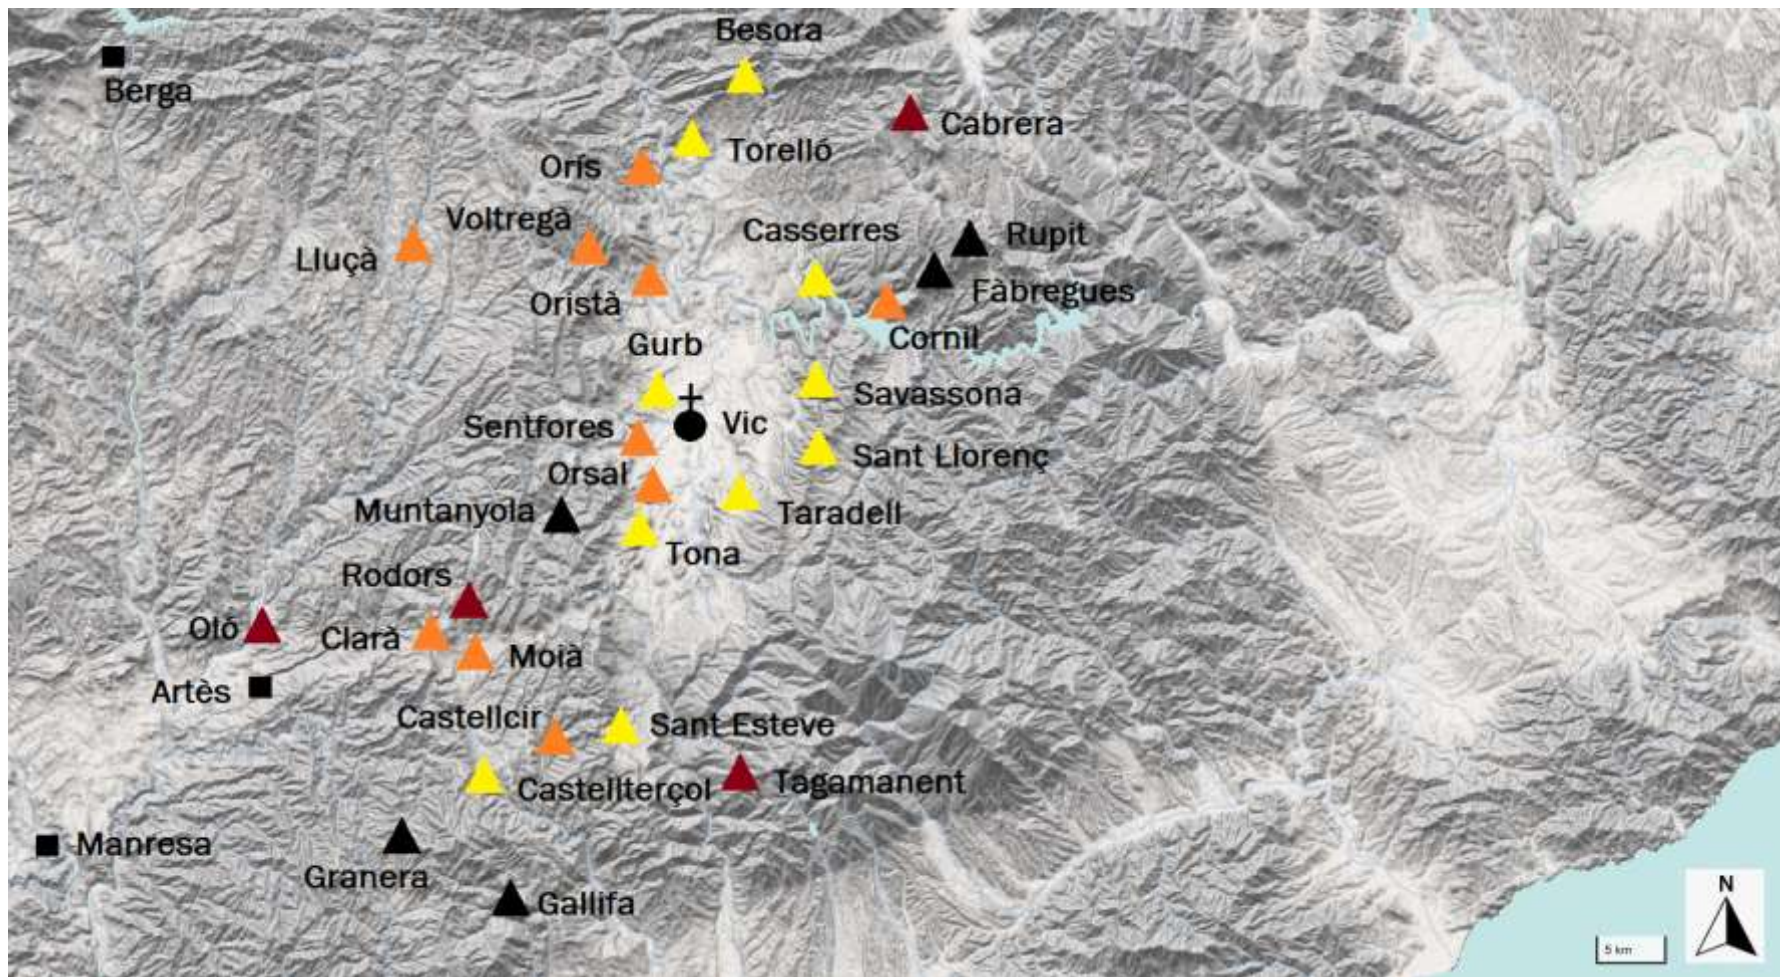 Besora
Berga
Cabrera
Torelló
Orís
Voltregà
Casserres
Rupit
Lluçà
Fàbregues
Oristà
Cornil
Gurb
Savassona
Vic
Sentfores
Sant Llorenç
Orsal
Muntanyola
Taradell
Tona
Rodors
Oló
Clarà
Moià
Artès
Castellcir
Sant Esteve
Castellterçol
Tagamanent
Manresa
Granera
Gallifa
N
5 km